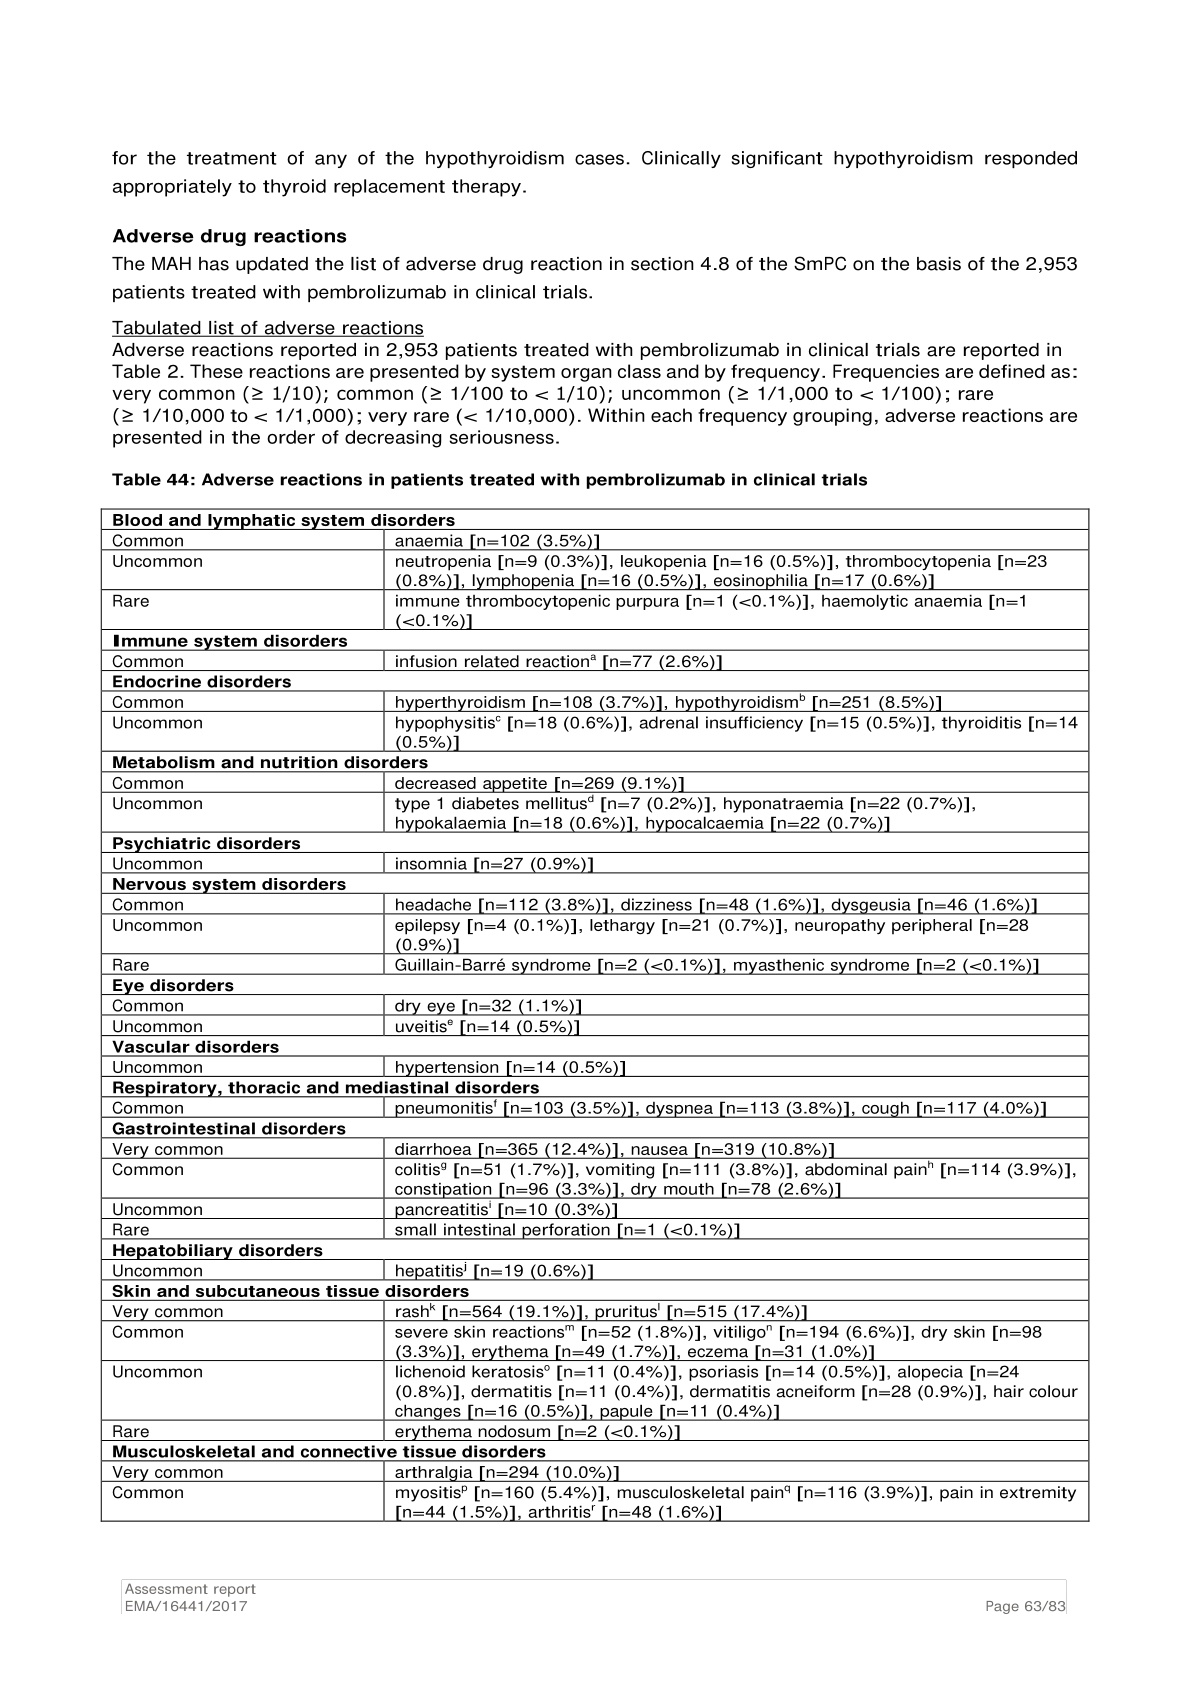 for the treatment of any of the hypothyroidism cases. Clinically significant hypothyroidism responded
appropriately to thyroid replacement therapy.
Adverse drug reactions
The MAH has updated the list of adverse drug reaction in section 4.8 of the SmPC on the basis of the 2,953
patients treated with pembrolizumab in clinical trials.
Tabulated list of adverse reactions
Adverse reactions reported in 2,953 patients treated with pembrolizumab in clinical trials are reported in
Table 2. These reactions are presented by system organ class and by frequency. Frequencies are defined as:
very common (≥ 1/10); common (≥ 1/100 to < 1/10); uncommon (≥ 1/1,000 to < 1/100); rare
(≥ 1/10,000 to < 1/1,000); very rare (< 1/10,000). Within each frequency grouping, adverse reactions are
presented in the order of decreasing seriousness.
Table 44: Adverse reactions in patients treated with pembrolizumab in clinical trials
Blood and lymphatic system disorders
Common anaemia [n=102 (3.5%)]
Uncommon neutropenia [n=9 (0.3%)], leukopenia [n=16 (0.5%)], thrombocytopenia [n=23
(0.8%)], lymphopenia [n=16 (0.5%)], eosinophilia [n=17 (0.6%)]
Rare immune thrombocytopenic purpura [n=1 (<0.1%)], haemolytic anaemia [n=1
(<0.1%)]
Immune system disorders
Common infusion related reactionᵃ [n=77 (2.6%)]
Endocrine disorders
Common hyperthyroidism [n=108 (3.7%)], hypothyroidismᵇ [n=251 (8.5%)]
Uncommon hypophysitisᶜ [n=18 (0.6%)], adrenal insufficiency [n=15 (0.5%)], thyroiditis [n=14
(0.5%)]
Metabolism and nutrition disorders
Common decreased appetite [n=269 (9.1%)]
Uncommon type 1 diabetes mellitusᵈ [n=7 (0.2%)], hyponatraemia [n=22 (0.7%)],
hypokalaemia [n=18 (0.6%)], hypocalcaemia [n=22 (0.7%)]
Psychiatric disorders
Uncommon insomnia [n=27 (0.9%)]
Nervous system disorders
Common headache [n=112 (3.8%)], dizziness [n=48 (1.6%)], dysgeusia [n=46 (1.6%)]
Uncommon epilepsy [n=4 (0.1%)], lethargy [n=21 (0.7%)], neuropathy peripheral [n=28
(0.9%)]
Rare Guillain-Barré syndrome [n=2 (<0.1%)], myasthenic syndrome [n=2 (<0.1%)]
Eye disorders
Common dry eye [n=32 (1.1%)]
Uncommon uveitisᵉ [n=14 (0.5%)]
Vascular disorders
Uncommon hypertension [n=14 (0.5%)]
Respiratory, thoracic and mediastinal disorders
Common pneumonitisᶠ [n=103 (3.5%)], dyspnea [n=113 (3.8%)], cough [n=117 (4.0%)]
Gastrointestinal disorders
Very common diarrhoea [n=365 (12.4%)], nausea [n=319 (10.8%)]
Common colitisᵍ [n=51 (1.7%)], vomiting [n=111 (3.8%)], abdominal painʰ [n=114 (3.9%)],
constipation [n=96 (3.3%)], dry mouth [n=78 (2.6%)]
Uncommon pancreatitisⁱ [n=10 (0.3%)]
Rare small intestinal perforation [n=1 (<0.1%)]
Hepatobiliary disorders
Uncommon hepatitisʲ [n=19 (0.6%)]
Skin and subcutaneous tissue disorders
Very common rashᵏ [n=564 (19.1%)], pruritusˡ [n=515 (17.4%)]
Common severe skin reactionsᵐ [n=52 (1.8%)], vitiligoⁿ [n=194 (6.6%)], dry skin [n=98
(3.3%)], erythema [n=49 (1.7%)], eczema [n=31 (1.0%)]
Uncommon lichenoid keratosisᵒ [n=11 (0.4%)], psoriasis [n=14 (0.5%)], alopecia [n=24
(0.8%)], dermatitis [n=11 (0.4%)], dermatitis acneiform [n=28 (0.9%)], hair colour
changes [n=16 (0.5%)], papule [n=11 (0.4%)]
Rare erythema nodosum [n=2 (<0.1%)]
Musculoskeletal and connective tissue disorders
Very common arthralgia [n=294 (10.0%)]
Common myositisᵖ [n=160 (5.4%)], musculoskeletal pain^q [n=116 (3.9%)], pain in extremity
[n=44 (1.5%)], arthritisʳ [n=48 (1.6%)]
Assessment report
EMA/16441/2017 Page 63/83